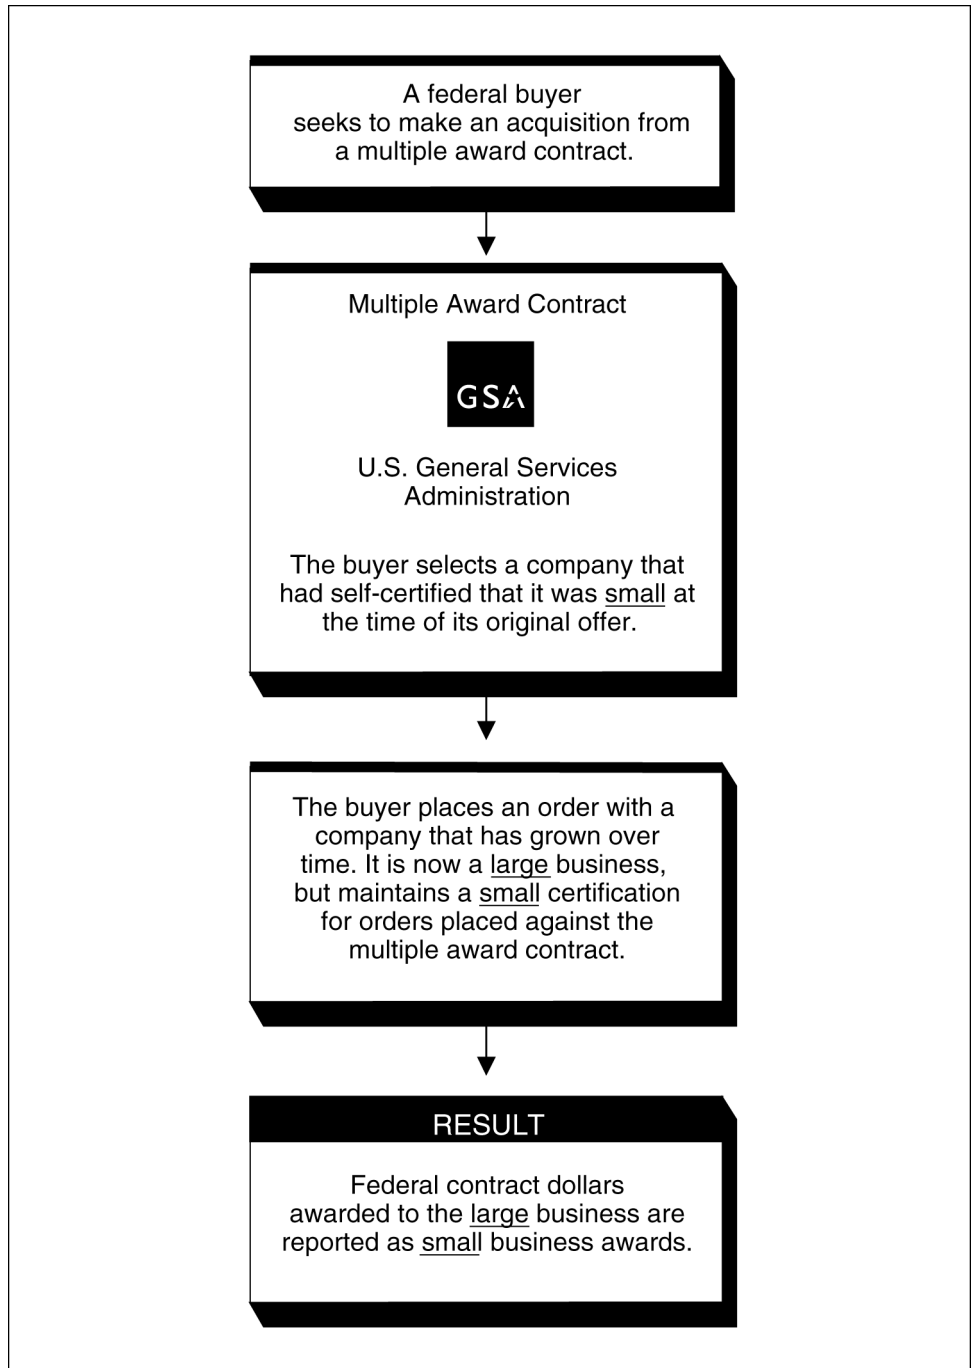 A federal buyer
seeks to make an acquisition from
a multiple award contract.
Multiple Award Contract
GSA
U.S. General Services
Administration
The buyer selects a company that
had self-certified that it was small at
the time of its original offer.
The buyer places an order with a
company that has grown over
time. It is now a large business,
but maintains a small certification
for orders placed against the
multiple award contract.
RESULT
Federal contract dollars
awarded to the large business are
reported as small business awards.